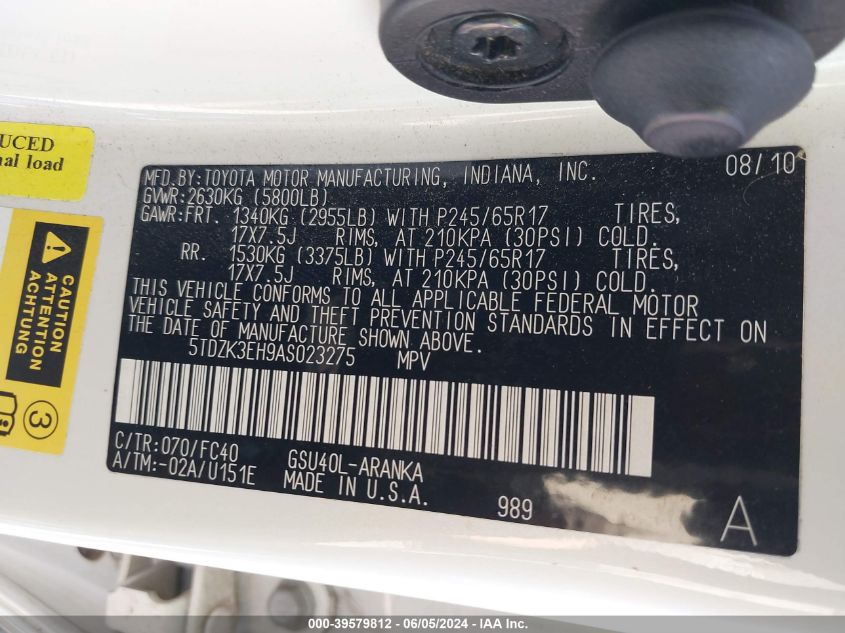 UCED
nal load
CAUTION
ATTENTION
ACHTUNG
3
MFD.BY:TOYOTA MOTOR MANUFACTURING, INDIANA, INC. 08/10
GVWR:2630KG (5800LB)
GAWR:FRT. 1340KG (2955LB) WITH P245/65R17 TIRES,
17X7.5J RIMS, AT 210KPA (30PSI) COLD.
RR. 1530KG (3375LB) WITH P245/65R17 TIRES,
17X7.5J RIMS, AT 210KPA (30PSI) COLD.
THIS VEHICLE CONFORMS TO ALL APPLICABLE FEDERAL MOTOR
VEHICLE SAFETY AND THEFT PREVENTION STANDARDS IN EFFECT ON
THE DATE OF MANUFACTURE SHOWN ABOVE.
5TDZK3EH9AS023275 MPV
C/TR:070/FC40 GSU40L-ARANKA
A/TM:-02A/U151E MADE IN U.S.A. 989 A
000-39579812 - 06/05/2024 - IAA Inc.